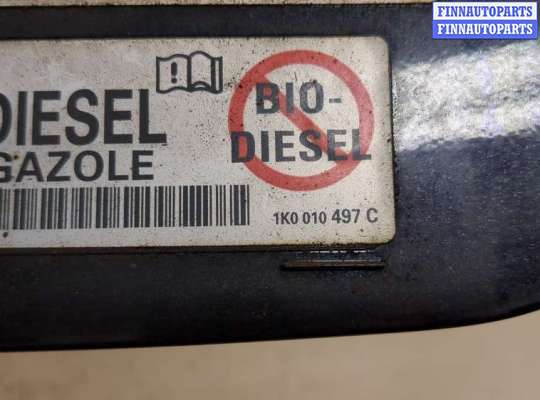 FINNAUTOPARTS
FINNAUTOPARTS
DIESEL
GAZOLE
BIO-
DIESEL
1K0 010 497 C